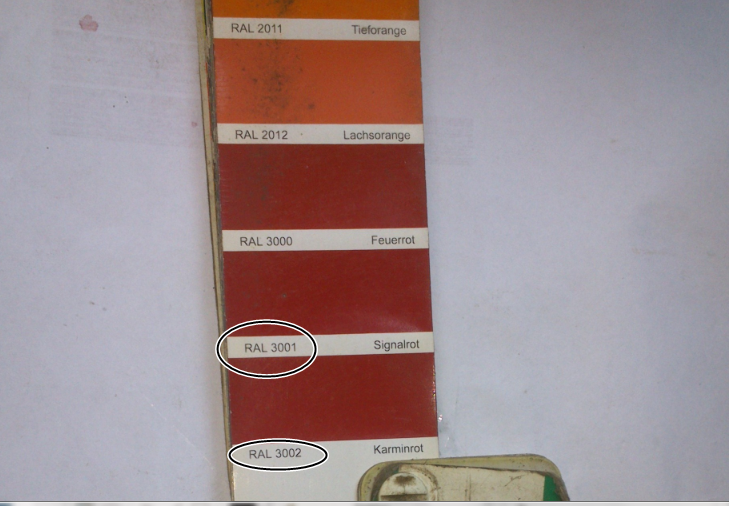 RAL 2011 Tieforange
RAL 2012 Lachsorange
RAL 3000 Feuerrot
RAL 3001 Signalrot
RAL 3002 Karminrot